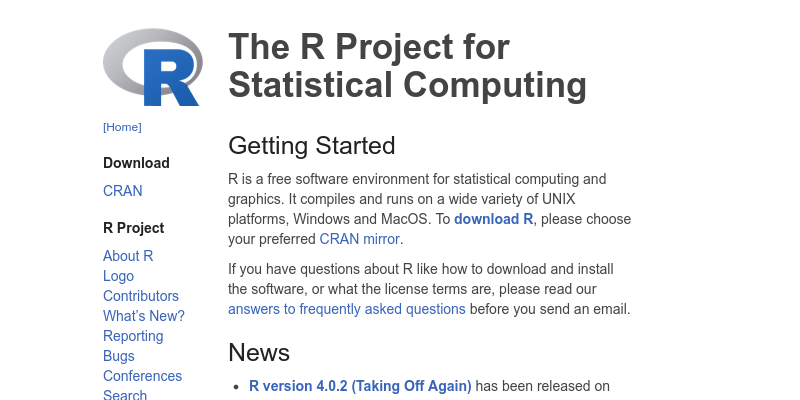 R
The R Project for
Statistical Computing
[Home]
Download
CRAN
R Project
About R
Logo
Contributors
What's New?
Reporting
Bugs
Conferences
Search
Getting Started
R is a free software environment for statistical computing and
graphics. It compiles and runs on a wide variety of UNIX
platforms, Windows and MacOS. To download R, please choose
your preferred CRAN mirror.
If you have questions about R like how to download and install
the software, or what the license terms are, please read our
answers to frequently asked questions before you send an email.
News
• R version 4.0.2 (Taking Off Again) has been released on